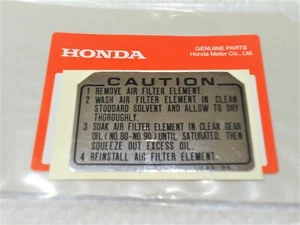 HONDA
GENUINE PARTS
Honda Motor Co., Ltd.
CAUTION
1 REMOVE AIR FILTER ELEMENT.
2 WASH AIR FILTER ELEMENT IN CLEAN
STODDARD SOLVENT AND ALLOW TO DRY
THOROUGHLY.
3 SOAK AIR FILTER ELEMENT IN CLEAN GEAR
OIL (NO.80-NO.90) UNTIL SATURATED, THEN
SQUEEZE OUT EXCESS OIL.
4 REINSTALL AIR FILTER ELEMENT.